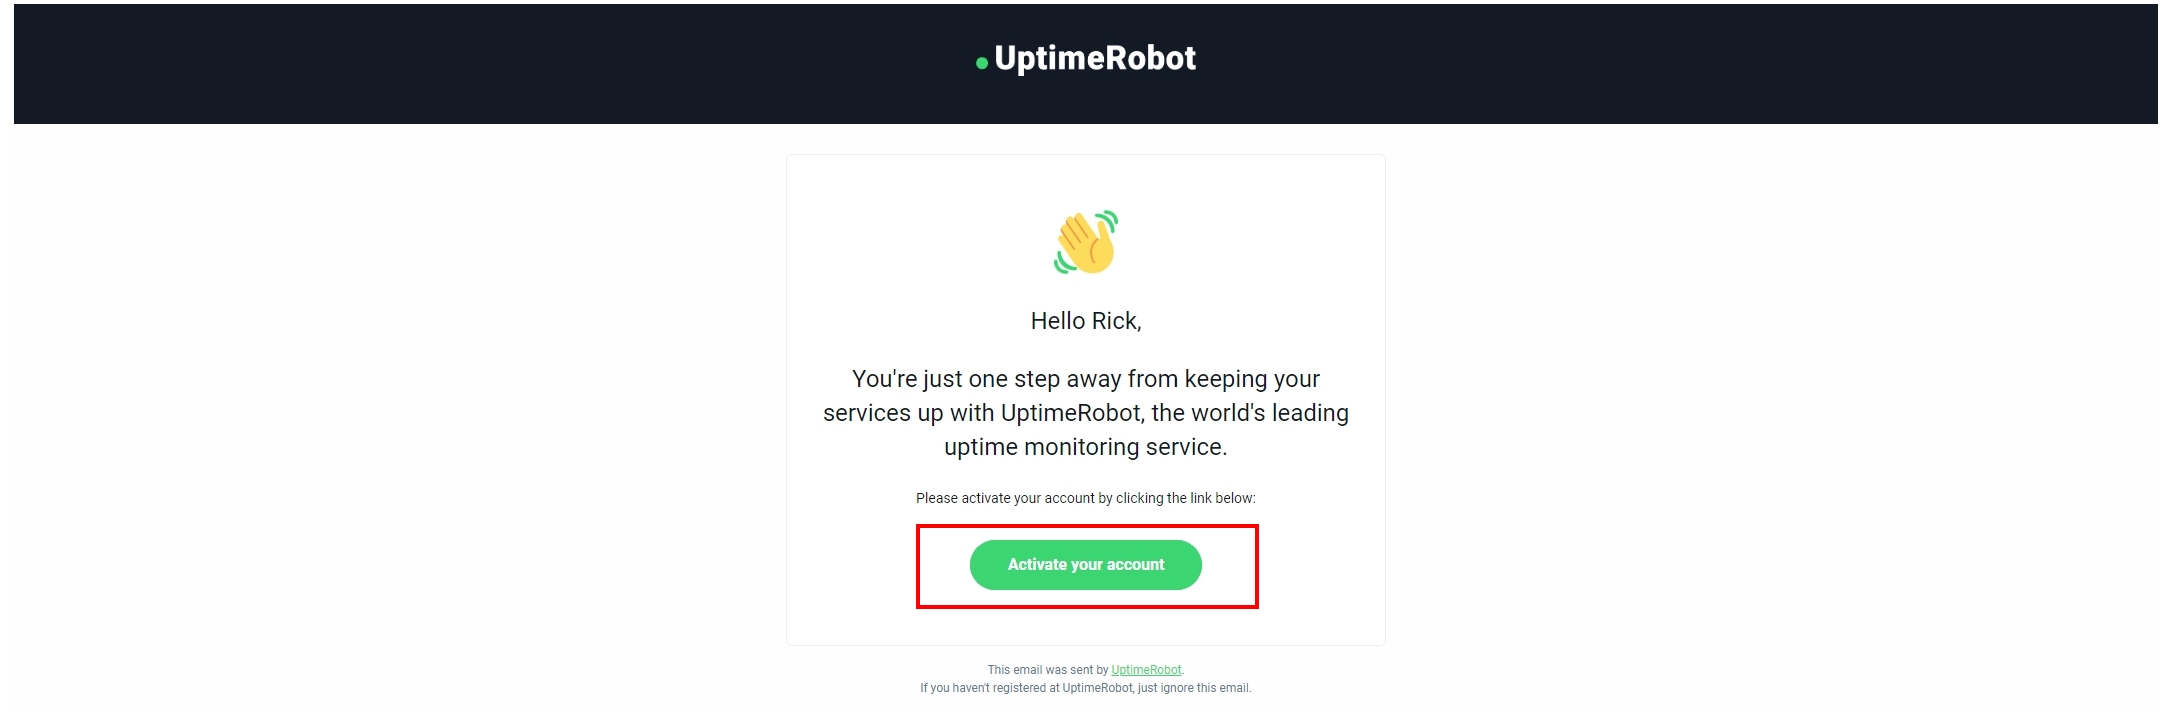 UptimeRobot
Hello Rick,
You're just one step away from keeping your
services up with UptimeRobot, the world's leading
uptime monitoring service.
Please activate your account by clicking the link below:
Activate your account
This email was sent by UptimeRobot.
If you haven't registered at UptimeRobot, just ignore this email.